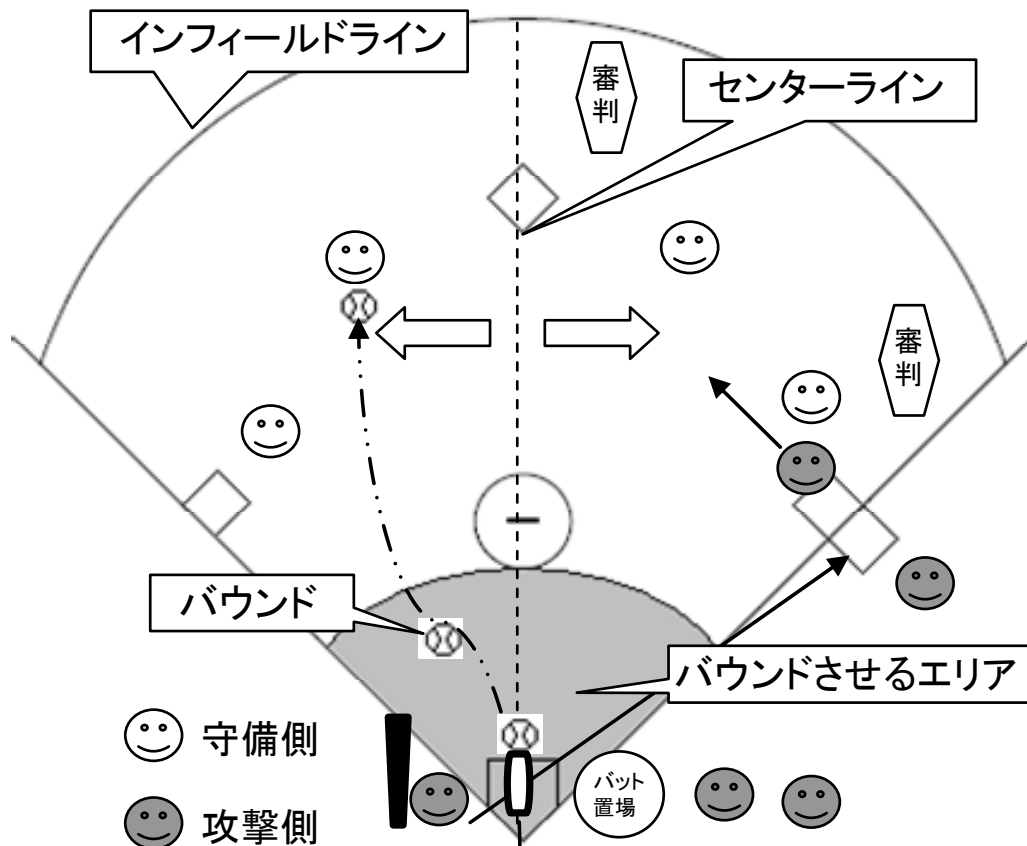 インフィールドライン
審
判
センターライン
審
判
バウンド
バウンドさせるエリア
守備側
バット
置場
攻撃側